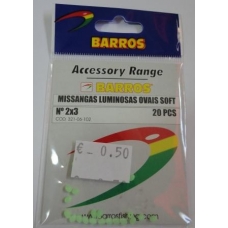 BARROS
Accessory Range
BARROS
MISSANGAS LUMINOSAS OVAIS SOFT
Nº 2x3
20 PCS
€ - 0.50